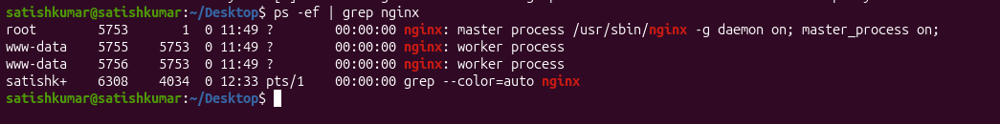 satishkumar@satishkumar:~/Desktop$ ps -ef | grep nginx
root 5753 1 0 11:49 ? 00:00:00 nginx: master process /usr/sbin/nginx -g daemon on; master_process on;
www-data 5755 5753 0 11:49 ? 00:00:00 nginx: worker process
www-data 5756 5753 0 11:49 ? 00:00:00 nginx: worker process
satishk+ 6308 4034 0 12:33 pts/1 00:00:00 grep --color=auto nginx
satishkumar@satishkumar:~/Desktop$